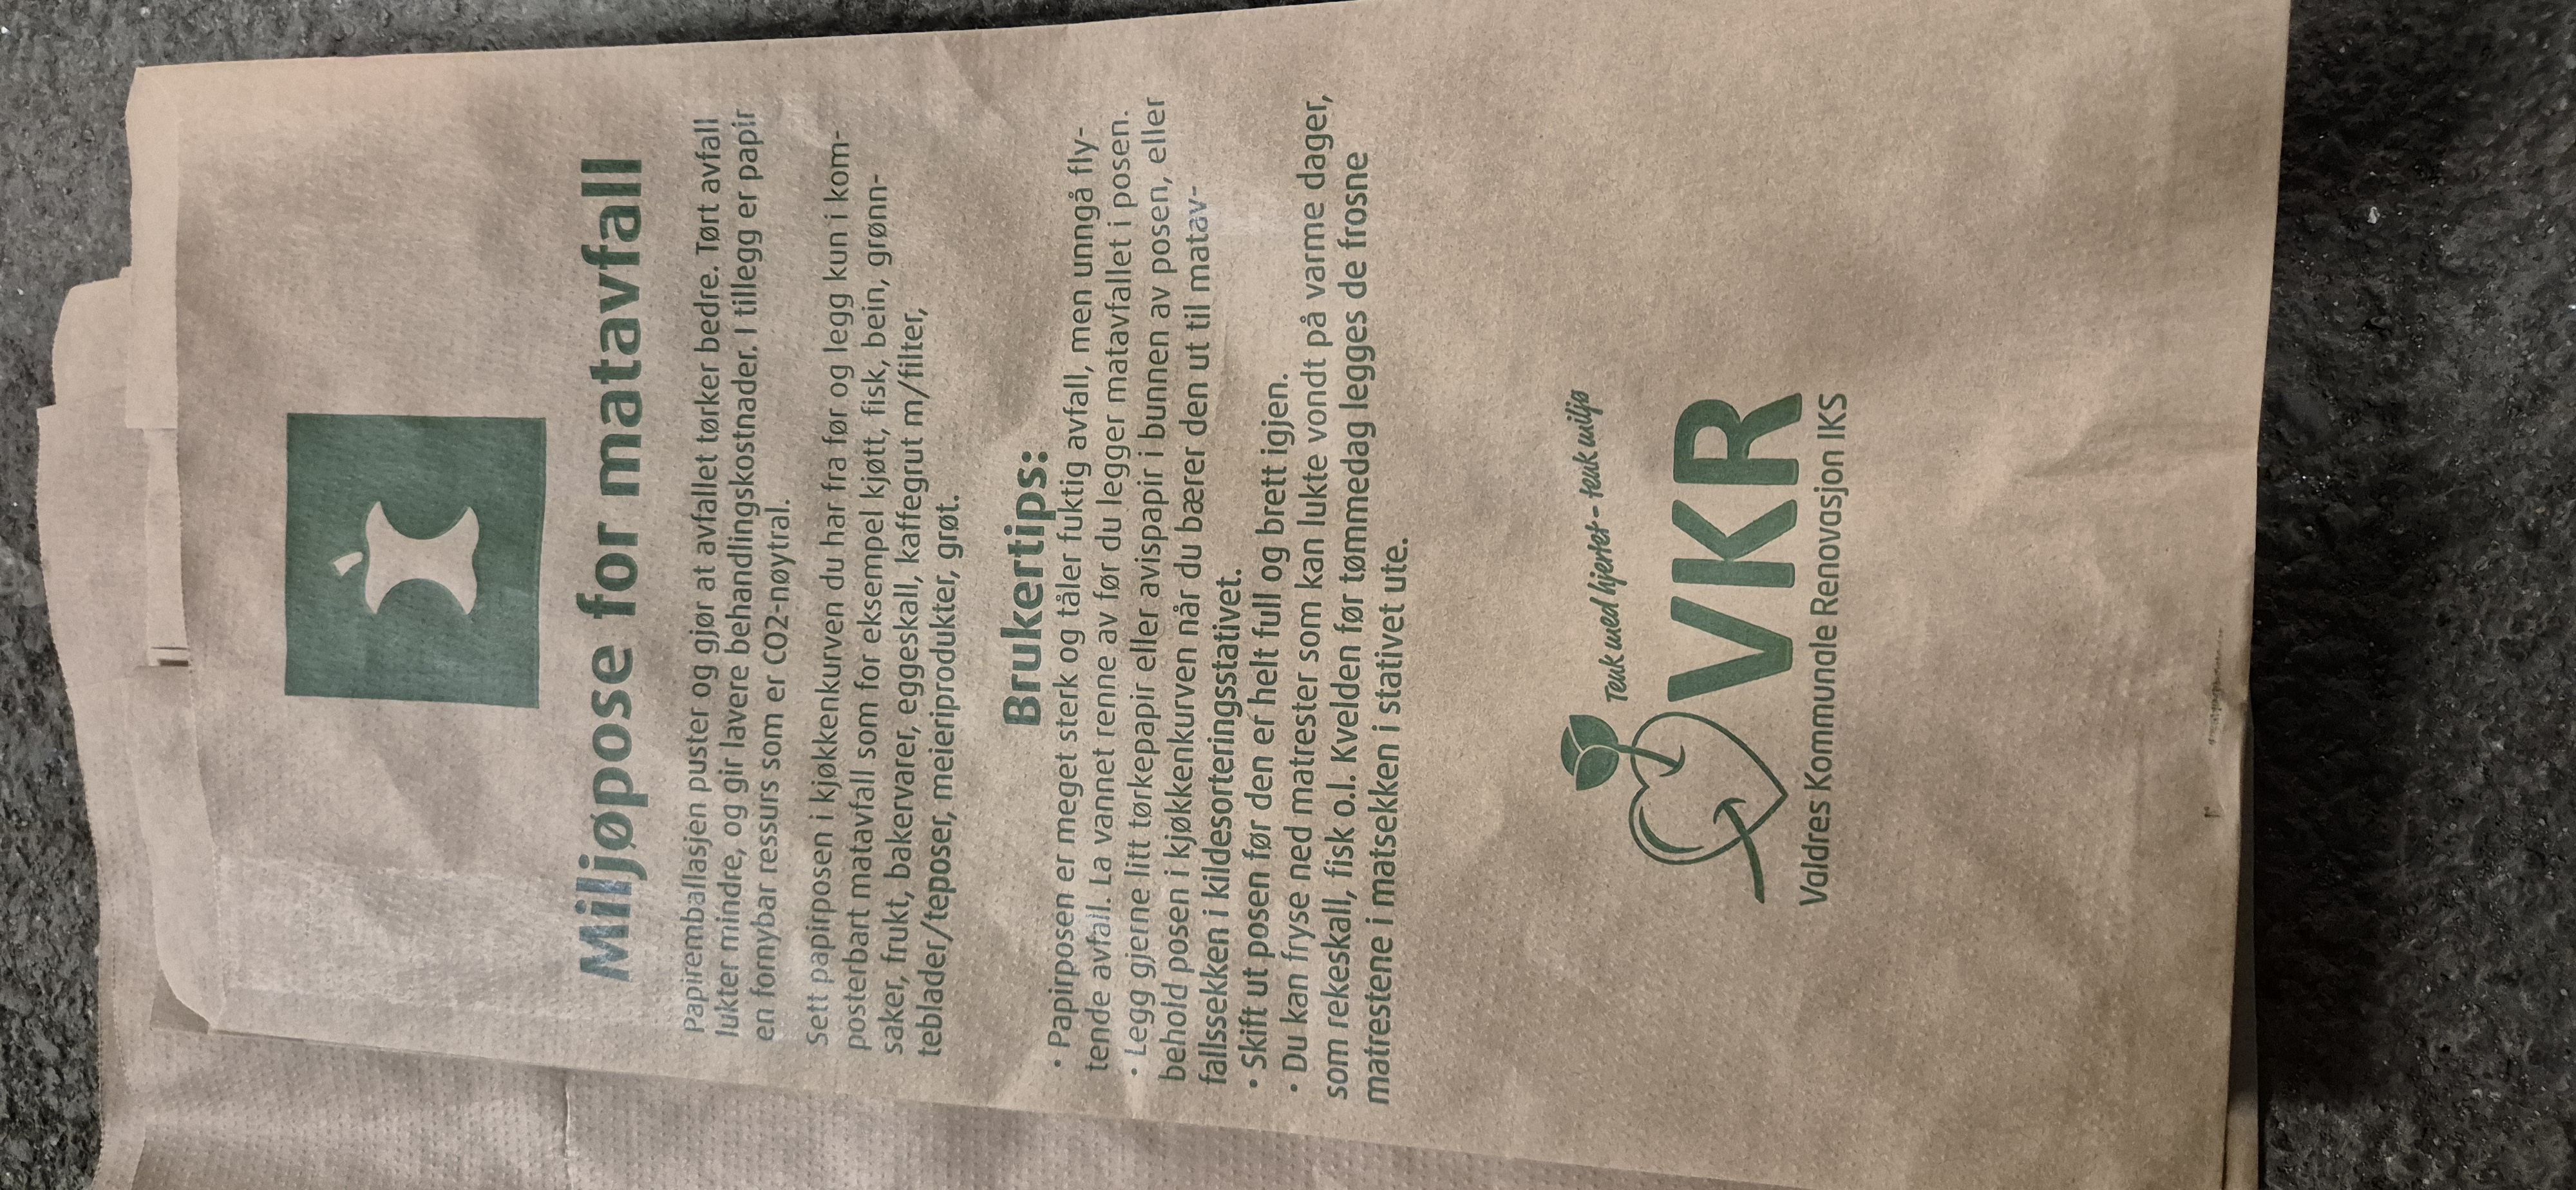 Miljøpose for matavfall
Papiremballasjen puster og gjør at avfallet tørker bedre. Tørt avfall
lukter mindre, og gir lavere behandlingskostnader. I tillegg er papir
en fornybar ressurs som er CO2-nøytral.
Sett papirposen i kjøkkenkurven du har fra før og legg kun i kom-
posterbart matavfall som for eksempel kjøtt, fisk, bein, grønn-
saker, frukt, bakervarer, eggeskall, kaffegrut m/filter,
teblader/teposer, meieriprodukter, grøt.
Brukertips:
• Papirposen er meget sterk og tåler fuktig avfall, men unngå fly-
tende avfall. La vannet renne av før du legger matavfallet i posen.
• Legg gjerne litt tørkepapir eller avispapir i bunnen av posen, eller
behold posen i kjøkkenkurven når du bærer den ut til matav-
fallssekken i kildesorteringsstativet.
• Skift ut posen før den er helt full og brett igjen.
• Du kan fryse ned matrester som kan lukte vondt på varme dager,
som rekeskall, fisk o.l. Kvelden før tømmedag legges de frosne
matrestene i matsekken i stativet ute.
Tenk med hjertet - tenk miljø
VKR
Valdres Kommunale Renovasjon IKS